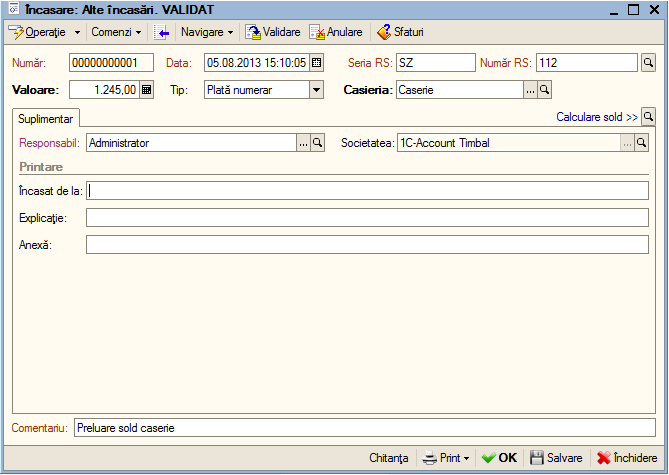 Încasare: Alte încasări. VALIDAT
Operaţie Comenzi Navigare Validare Anulare Sfaturi
Număr: 00000000001 Data: 05.08.2013 15:10:05 Seria RS: SZ Număr RS: 112
Valoare: 1.245,00 Tip: Plată numerar Casieria: Caserie
Suplimentar Calculare sold >>
Responsabil: Administrator Societatea: 1C-Account Timbal
Printare
Încasat de la:
Explicaţie:
Anexă:
Comentariu: Preluare sold caserie
Chitanţa Print OK Salvare Închidere